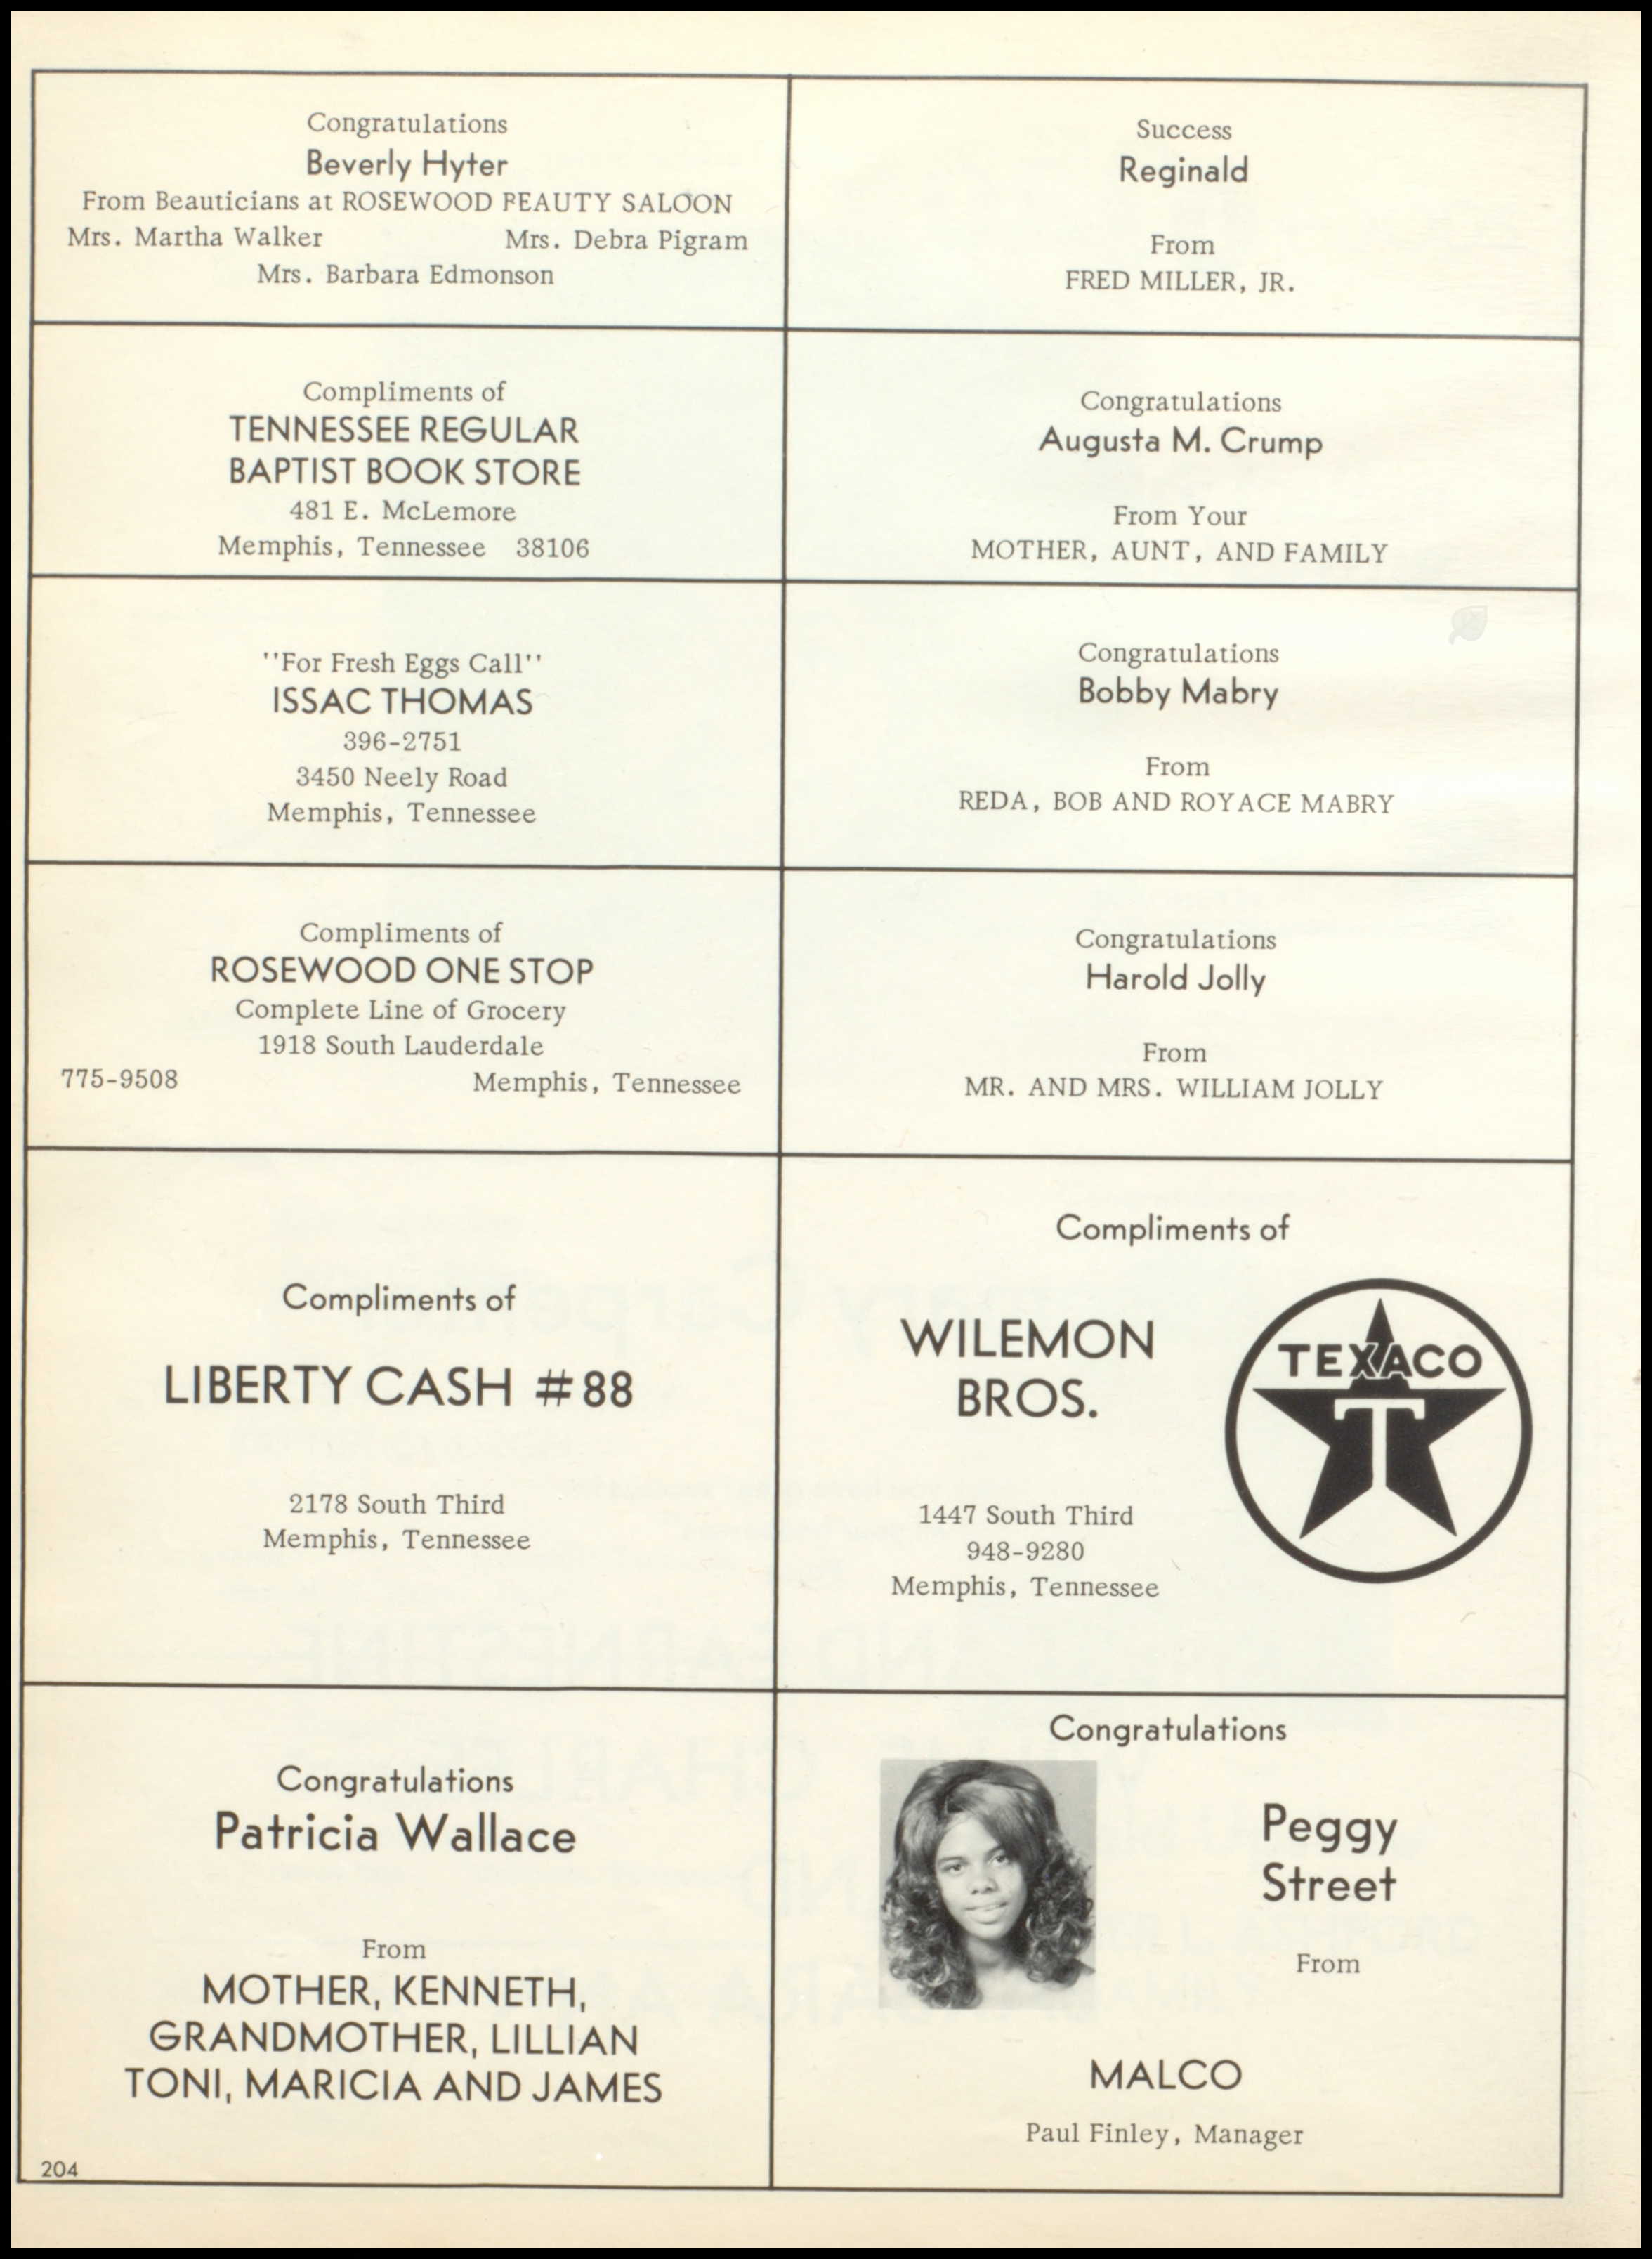 Congratulations
Beverly Hyter
From Beauticians at ROSEWOOD PEAUTY SALOON
Mrs. Martha Walker Mrs. Debra Pigram
Mrs. Barbara Edmonson
Success
Reginald
From
FRED MILLER, JR.
Compliments of
TENNESSEE REGULAR
BAPTIST BOOK STORE
481 E. McLemore
Memphis, Tennessee 38106
Congratulations
Augusta M. Crump
From Your
MOTHER, AUNT, AND FAMILY
''For Fresh Eggs Call''
ISSAC THOMAS
396-2751
3450 Neely Road
Memphis, Tennessee
Congratulations
Bobby Mabry
From
REDA, BOB AND ROYACE MABRY
Compliments of
ROSEWOOD ONE STOP
Complete Line of Grocery
1918 South Lauderdale
775-9508 Memphis, Tennessee
Congratulations
Harold Jolly
From
MR. AND MRS. WILLIAM JOLLY
Compliments of
LIBERTY CASH #88
2178 South Third
Memphis, Tennessee
Compliments of
WILEMON
BROS.
1447 South Third
948-9280
Memphis, Tennessee
TEXACO
T
Congratulations
Patricia Wallace
From
MOTHER, KENNETH,
GRANDMOTHER, LILLIAN
TONI, MARICIA AND JAMES
Congratulations
Peggy
Street
From
MALCO
Paul Finley, Manager
204